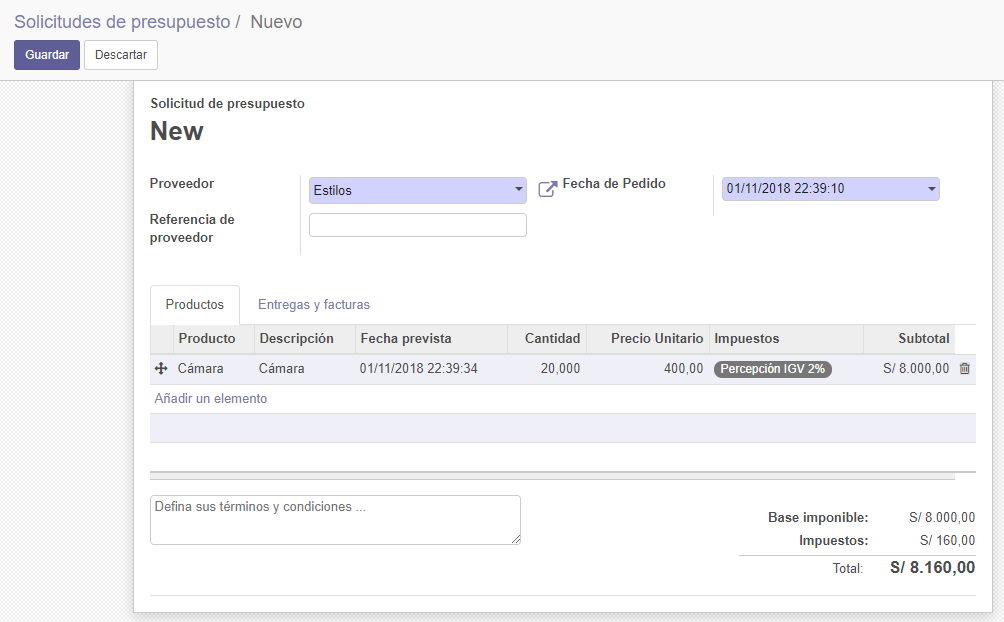 Solicitudes de presupuesto / Nuevo
Guardar Descartar
Solicitud de presupuesto
New
Proveedor Estilos Fecha de Pedido 01/11/2018 22:39:10
Referencia de
proveedor
Productos Entregas y facturas
Producto Descripción Fecha prevista Cantidad Precio Unitario Impuestos Subtotal
Cámara Cámara 01/11/2018 22:39:34 20,000 400,00 Percepción IGV 2% S/ 8.000,00
Añadir un elemento
Defina sus términos y condiciones ...
Base imponible: S/ 8.000,00
Impuestos: S/ 160,00
Total: S/ 8.160,00